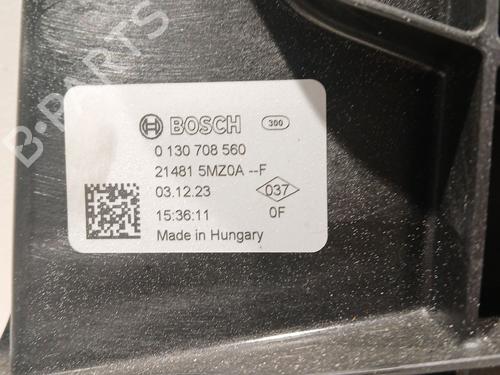 B-PARTS
BOSCH 300
0 130 708 560
21481 5MZ0A --F
03.12.23 037
15:36:11 0F
Made in Hungary